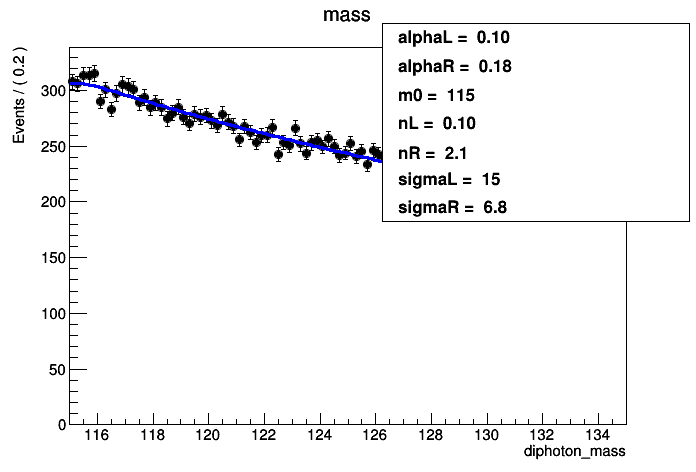 mass
alphaL = 0.10
alphaR = 0.18
m0 = 115
nL = 0.10
nR = 2.1
sigmaL = 15
sigmaR = 6.8
Events / ( 0.2 )
300
250
200
150
100
50
0
116 118 120 122 124 126 128 130 132 134
diphoton_mass